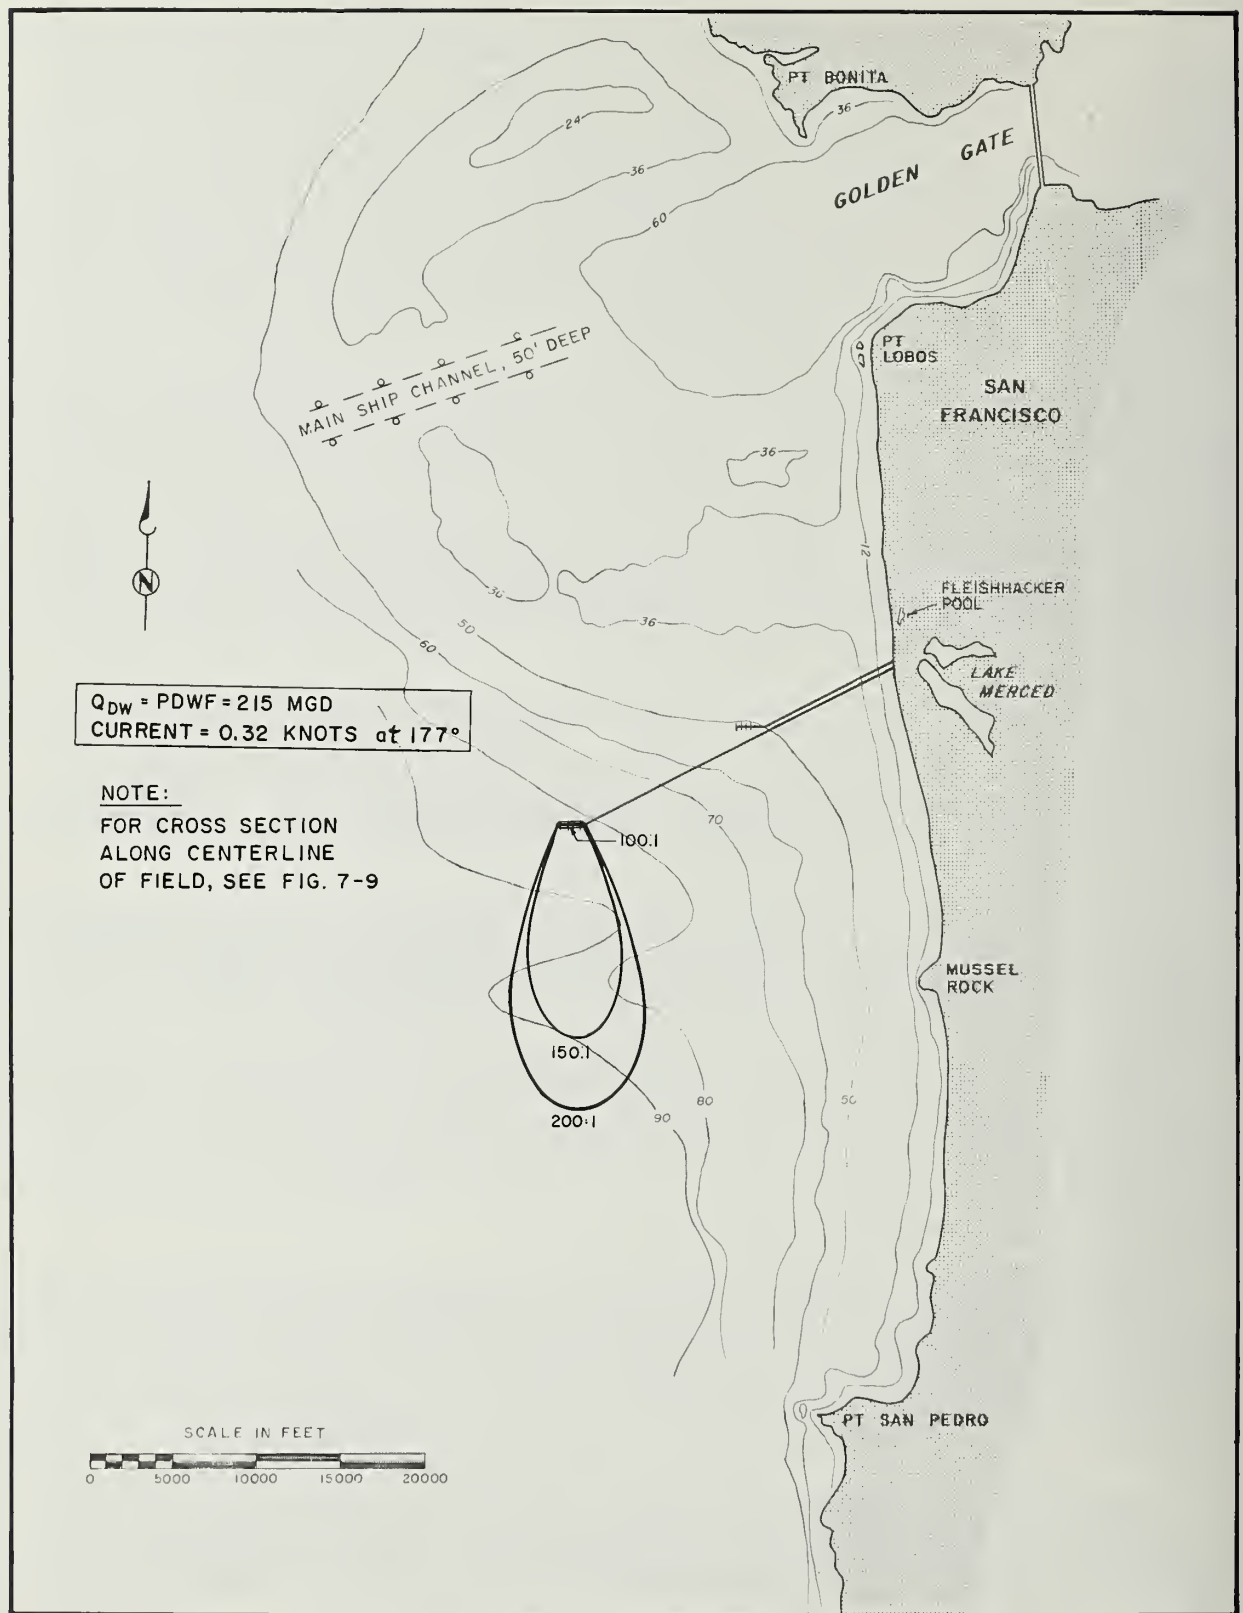 PT BONITA
36
24
36
GOLDEN GATE
60
MAIN SHIP CHANNEL, 50' DEEP
PT
LOBOS
SAN
FRANCISCO
36
12
36
FLEISHHACKER
POOL
50
36
60
LAKE
MERCED
N
Q_DW = PDWF = 215 MGD
CURRENT = 0.32 KNOTS at 177°
NOTE:
FOR CROSS SECTION
ALONG CENTERLINE
OF FIELD, SEE FIG. 7-9
70
100:1
MUSSEL
ROCK
150:1
80
50
200:1
90
PT SAN PEDRO
SCALE IN FEET
0 5000 10000 15000 20000